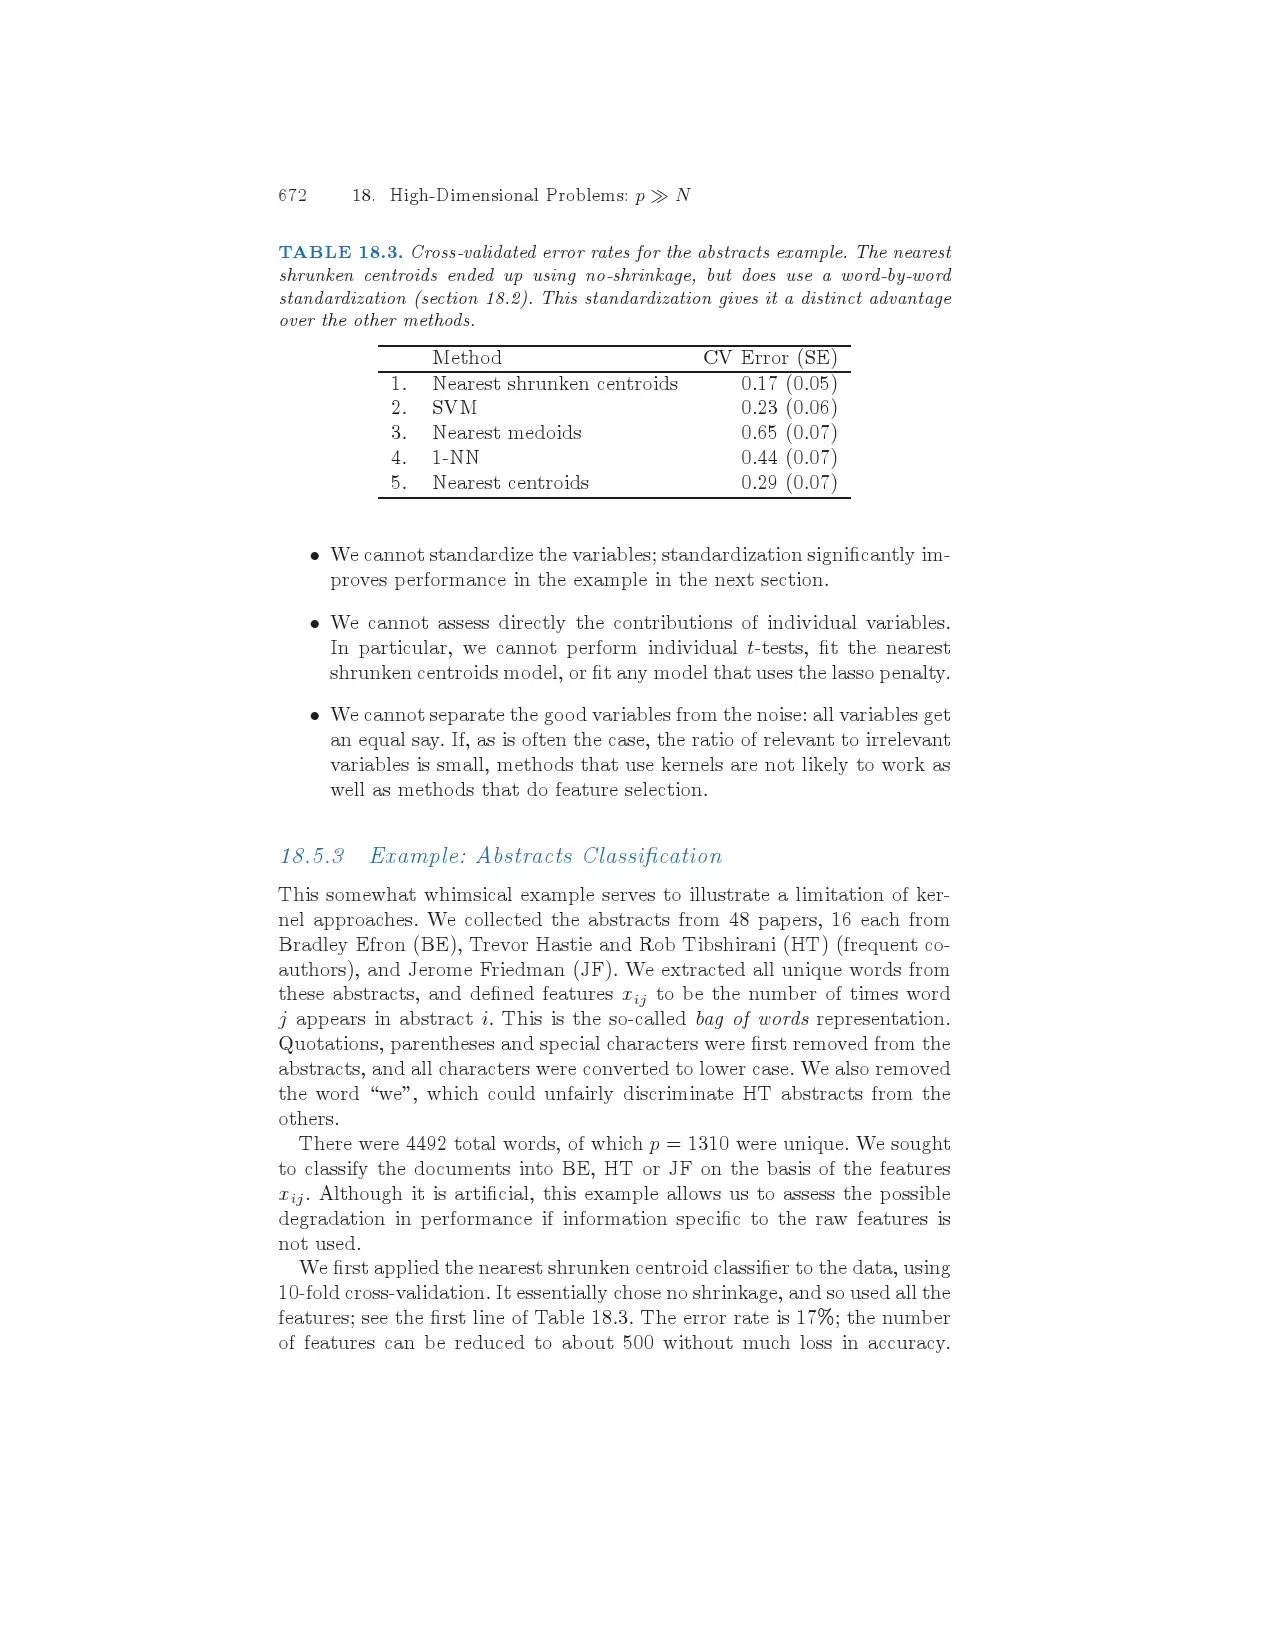 672 18. High-Dimensional Problems: p ≫ N
TABLE 18.3. Cross-validated error rates for the abstracts example. The nearest
shrunken centroids ended up using no-shrinkage, but does use a word-by-word
standardization (section 18.2). This standardization gives it a distinct advantage
over the other methods.
Method CV Error (SE)
1. Nearest shrunken centroids 0.17 (0.05)
2. SVM 0.23 (0.06)
3. Nearest medoids 0.65 (0.07)
4. 1-NN 0.44 (0.07)
5. Nearest centroids 0.29 (0.07)
• We cannot standardize the variables; standardization significantly im-
proves performance in the example in the next section.
• We cannot assess directly the contributions of individual variables.
In particular, we cannot perform individual t-tests, fit the nearest
shrunken centroids model, or fit any model that uses the lasso penalty.
• We cannot separate the good variables from the noise: all variables get
an equal say. If, as is often the case, the ratio of relevant to irrelevant
variables is small, methods that use kernels are not likely to work as
well as methods that do feature selection.
18.5.3 Example: Abstracts Classification
This somewhat whimsical example serves to illustrate a limitation of ker-
nel approaches. We collected the abstracts from 48 papers, 16 each from
Bradley Efron (BE), Trevor Hastie and Rob Tibshirani (HT) (frequent co-
authors), and Jerome Friedman (JF). We extracted all unique words from
these abstracts, and defined features xij to be the number of times word
j appears in abstract i. This is the so-called bag of words representation.
Quotations, parentheses and special characters were first removed from the
abstracts, and all characters were converted to lower case. We also removed
the word “we”, which could unfairly discriminate HT abstracts from the
others.
There were 4492 total words, of which p = 1310 were unique. We sought
to classify the documents into BE, HT or JF on the basis of the features
xij. Although it is artificial, this example allows us to assess the possible
degradation in performance if information specific to the raw features is
not used.
We first applied the nearest shrunken centroid classifier to the data, using
10-fold cross-validation. It essentially chose no shrinkage, and so used all the
features; see the first line of Table 18.3. The error rate is 17%; the number
of features can be reduced to about 500 without much loss in accuracy.